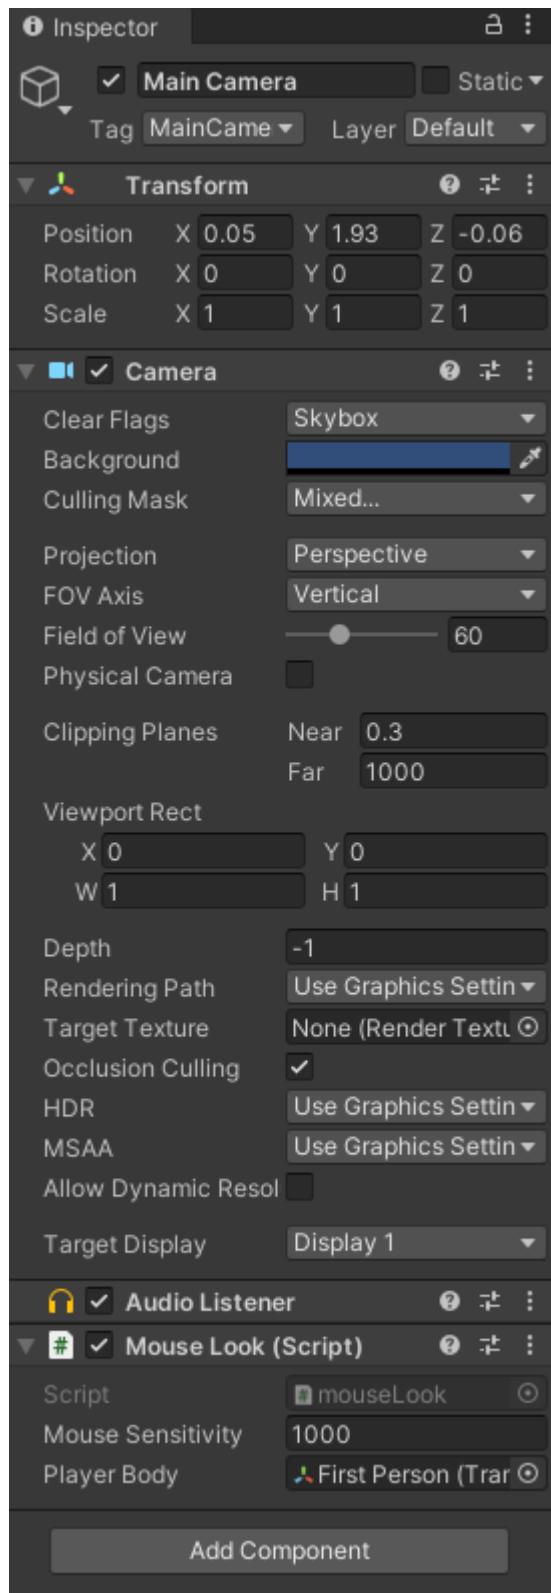 Inspector
Main Camera Static
Tag MainCame Layer Default
Transform
Position X 0.05 Y 1.93 Z -0.06
Rotation X 0 Y 0 Z 0
Scale X 1 Y 1 Z 1
Camera
Clear Flags Skybox
Background
Culling Mask Mixed...
Projection Perspective
FOV Axis Vertical
Field of View 60
Physical Camera
Clipping Planes Near 0.3
Far 1000
Viewport Rect
X 0 Y 0
W 1 H 1
Depth -1
Rendering Path Use Graphics Settin
Target Texture None (Render Textu
Occlusion Culling
HDR Use Graphics Settin
MSAA Use Graphics Settin
Allow Dynamic Resol
Target Display Display 1
Audio Listener
# Mouse Look (Script)
Script # mouseLook
Mouse Sensitivity 1000
Player Body First Person (Trar
Add Component